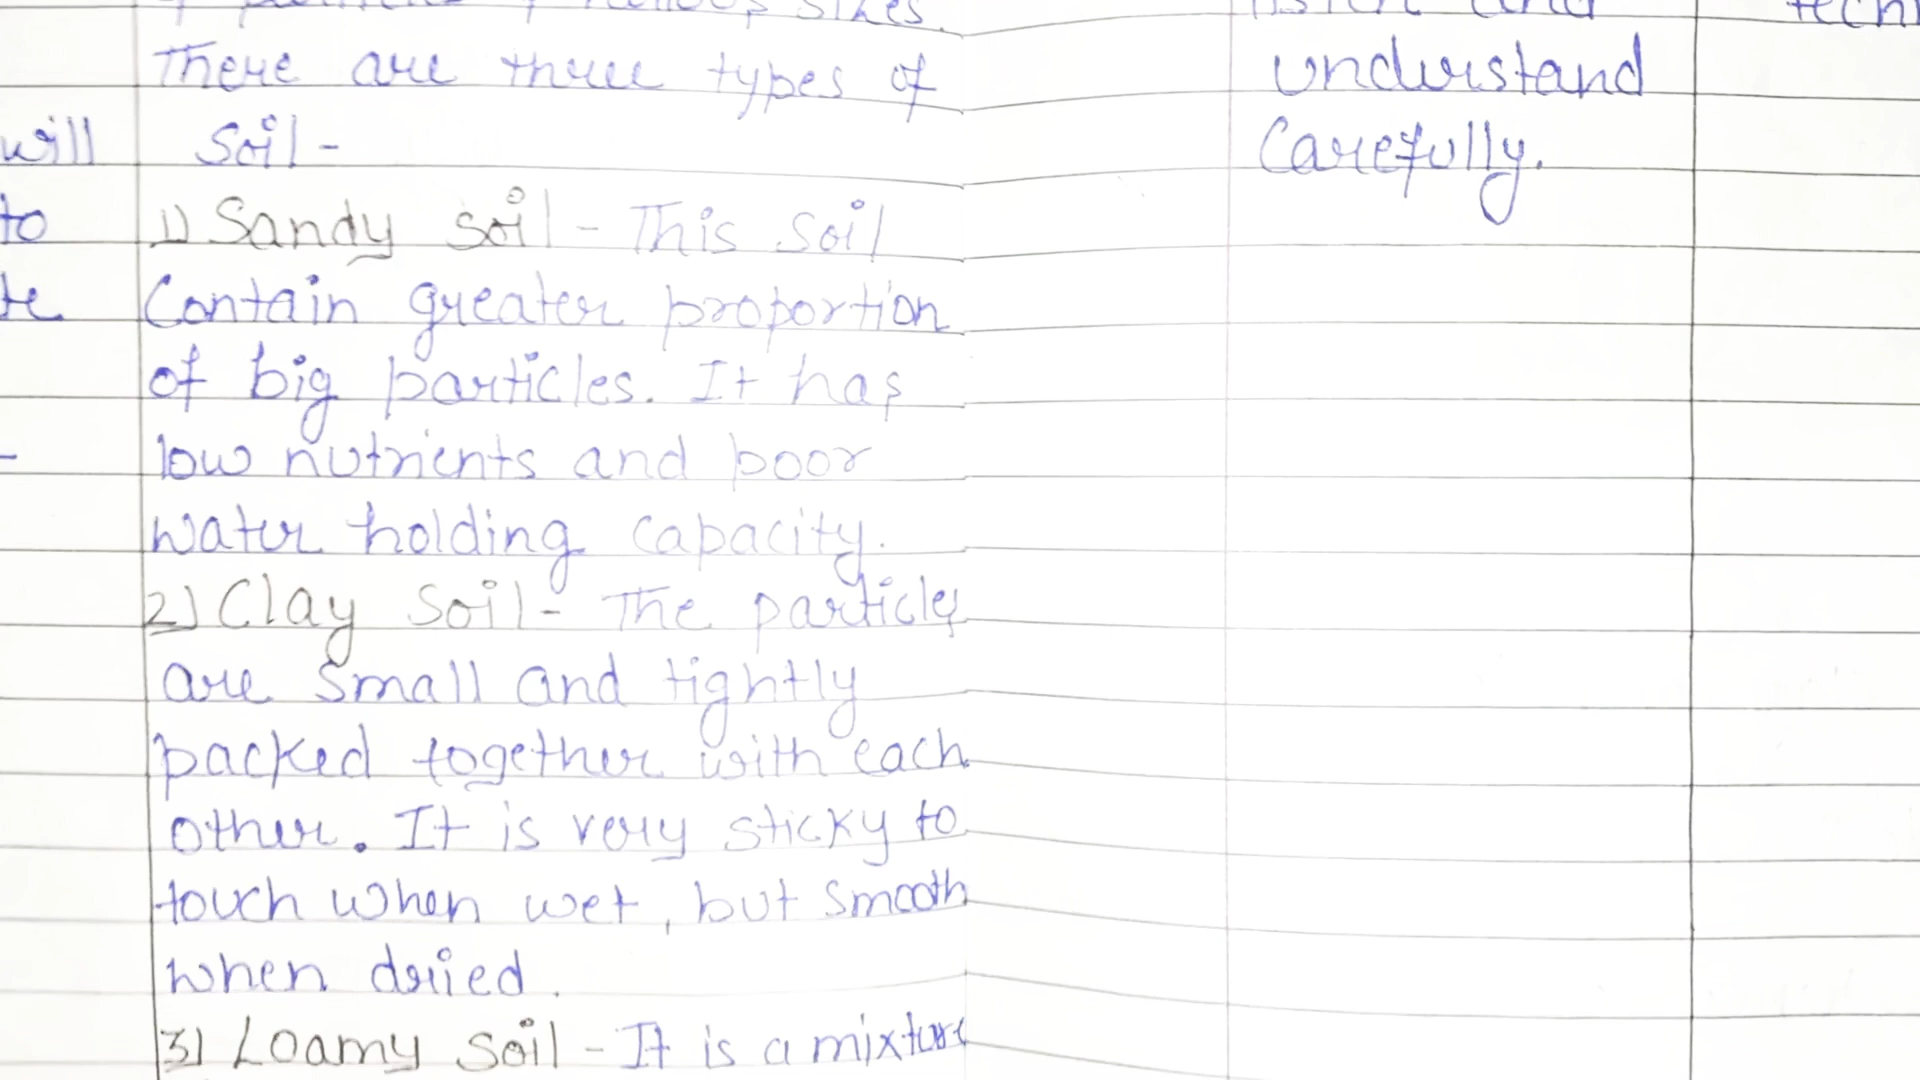 There are three types of
soil -
1) Sandy soil - This soil
Contain greater proportion
of big particles. It has
low nutrients and poor
water holding capacity.
2) Clay soil - The particles
are small and tightly
packed together with each
other. It is very sticky to
touch when wet, but smooth
when dried.
3) Loamy soil - It is a mixture
will
to
understand
Carefully.